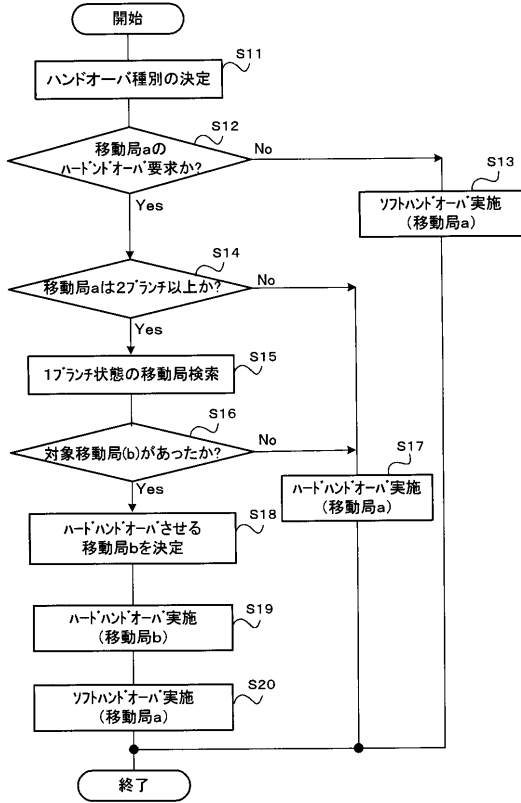 開始
S11
ハンドオーバ種別の決定
S12
移動局aの
ﾊｰﾄﾞﾝﾄﾞｵｰﾊﾞ要求か?
No
Yes
S13
ｿﾌﾄﾊﾝﾄﾞｵｰﾊﾞ実施
(移動局a)
S14
移動局aは2ﾌﾞﾗﾝﾁ以上か?
No
Yes
S15
1ﾌﾞﾗﾝﾁ状態の移動局検索
S16
対象移動局(b)があったか?
No
Yes
S17
ﾊｰﾄﾞﾊﾝﾄﾞｵｰﾊﾞ実施
(移動局a)
S18
ﾊｰﾄﾞﾊﾝﾄﾞｵｰﾊﾞさせる
移動局bを決定
S19
ﾊｰﾄﾞﾊﾝﾄﾞｵｰﾊﾞ実施
(移動局b)
S20
ｿﾌﾄﾊﾝﾄﾞｵｰﾊﾞ実施
(移動局a)
終了